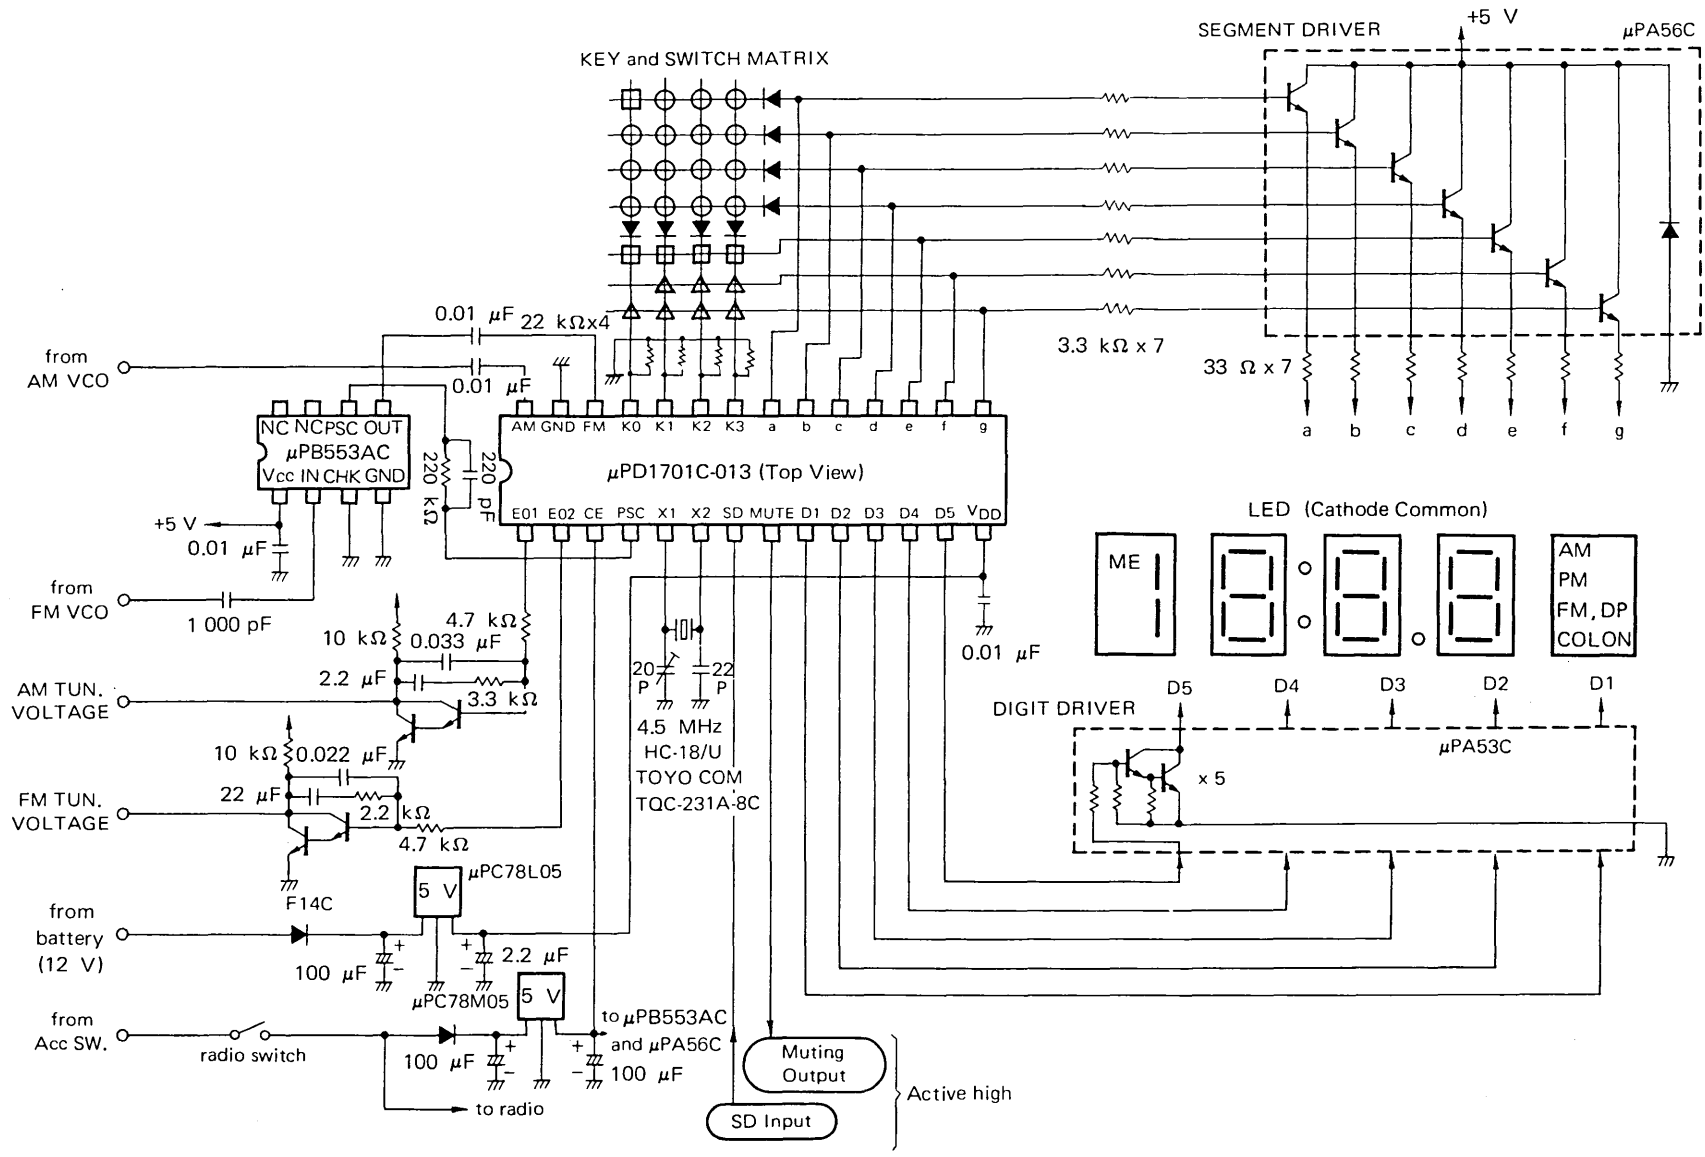 SEGMENT DRIVER
+5 V
μPA56C
KEY and SWITCH MATRIX
0.01 μF
22 kΩx4
3.3 kΩ x 7
33 Ω x 7
from
AM VCO
0.01 μF
a b c d e f g
NC NC PSC OUT
μPB553AC
Vcc IN CHK GND
220 kΩ
220 pF
AM GND FM K0 K1 K2 K3 a b c d e f g
μPD1701C-013 (Top View)
E01 E02 CE PSC X1 X2 SD MUTE D1 D2 D3 D4 D5 VDD
+5 V
0.01 μF
LED (Cathode Common)
ME
AM
PM
FM, DP
COLON
from
FM VCO
1 000 pF
10 kΩ
0.033 μF
4.7 kΩ
2.2 μF
3.3 kΩ
AM TUN.
VOLTAGE
20 P
22 P
0.01 μF
4.5 MHz
HC-18/U
TOYO COM
TQC-231A-8C
D5 D4 D3 D2 D1
DIGIT DRIVER
μPA53C
x 5
10 kΩ
0.022 μF
22 μF
2.2 kΩ
4.7 kΩ
FM TUN.
VOLTAGE
F14C
μPC78L05
5 V
from
battery
(12 V)
+
−
100 μF
+
−
2.2 μF
μPC78M05
5 V
from
Acc SW.
radio switch
+
−
100 μF
+
−
100 μF
to μPB553AC
and μPA56C
to radio
Muting
Output
SD Input
Active high